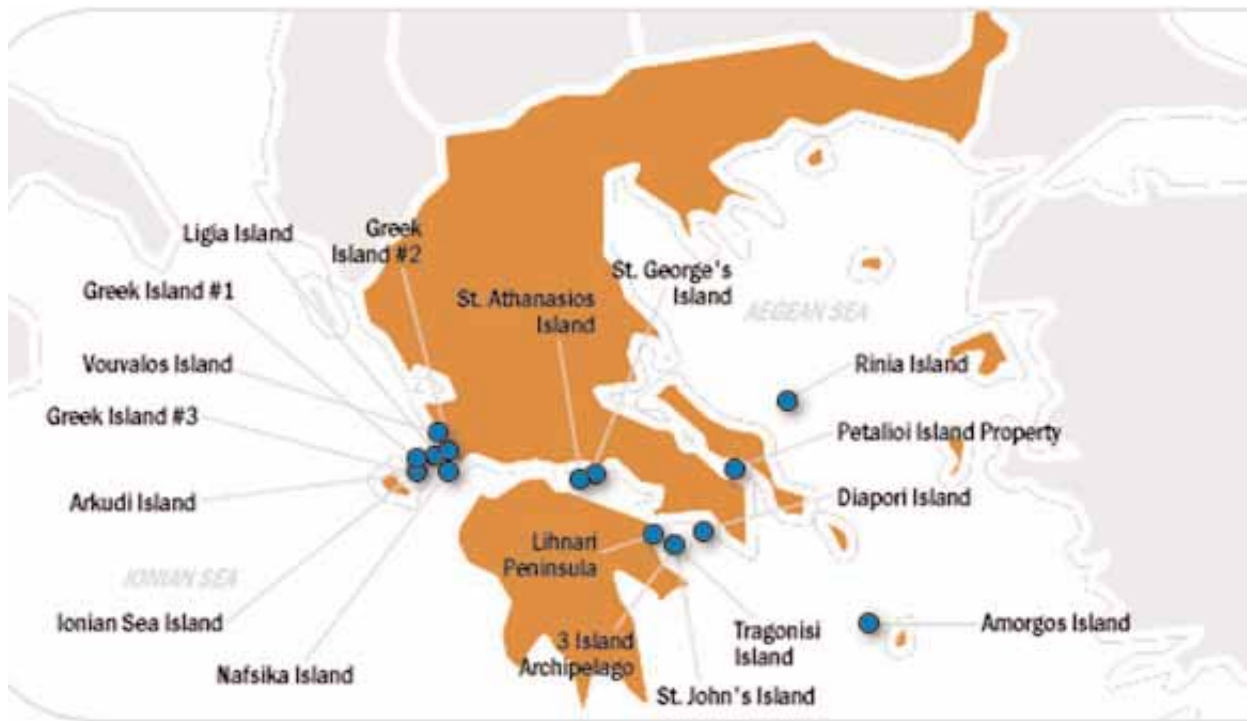 Ligia Island
Greek
Island #2
Greek Island #1
St. George's
Island
St. Athanasios
Island
AEGEAN SEA
Vouvalos Island
Rinia Island
Greek Island #3
Petalioi Island Property
Arkudi Island
Diapori Island
Lihnari
Peninsula
IONIAN SEA
Ionian Sea Island
Amorgos Island
Tragonisi
Island
3 Island
Archipelago
Nafsika Island
St. John's Island